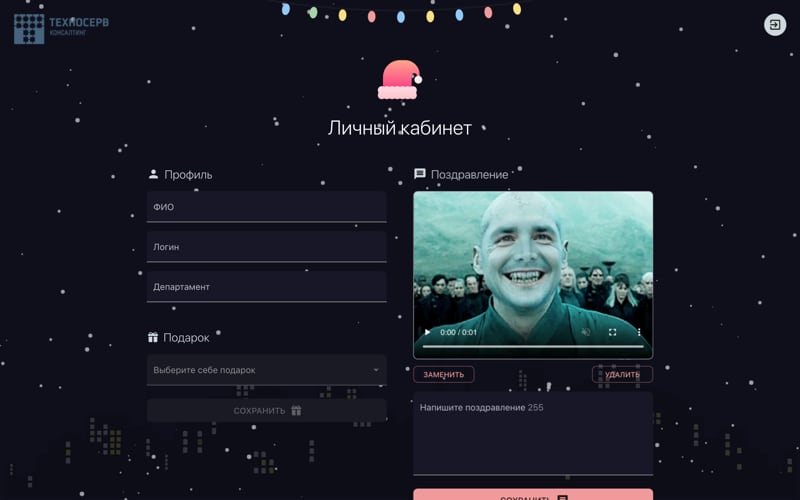 ТЕХНОСЕРВ
КОНСАЛТИНГ
Личный кабинет
Профиль
ФИО
Логин
Департамент
Подарок
Выберите себе подарок
СОХРАНИТЬ
Поздравление
0:00 / 0:01
ЗАМЕНИТЬ
УДАЛИТЬ
Напишите поздравление 255
СОХРАНИТЬ